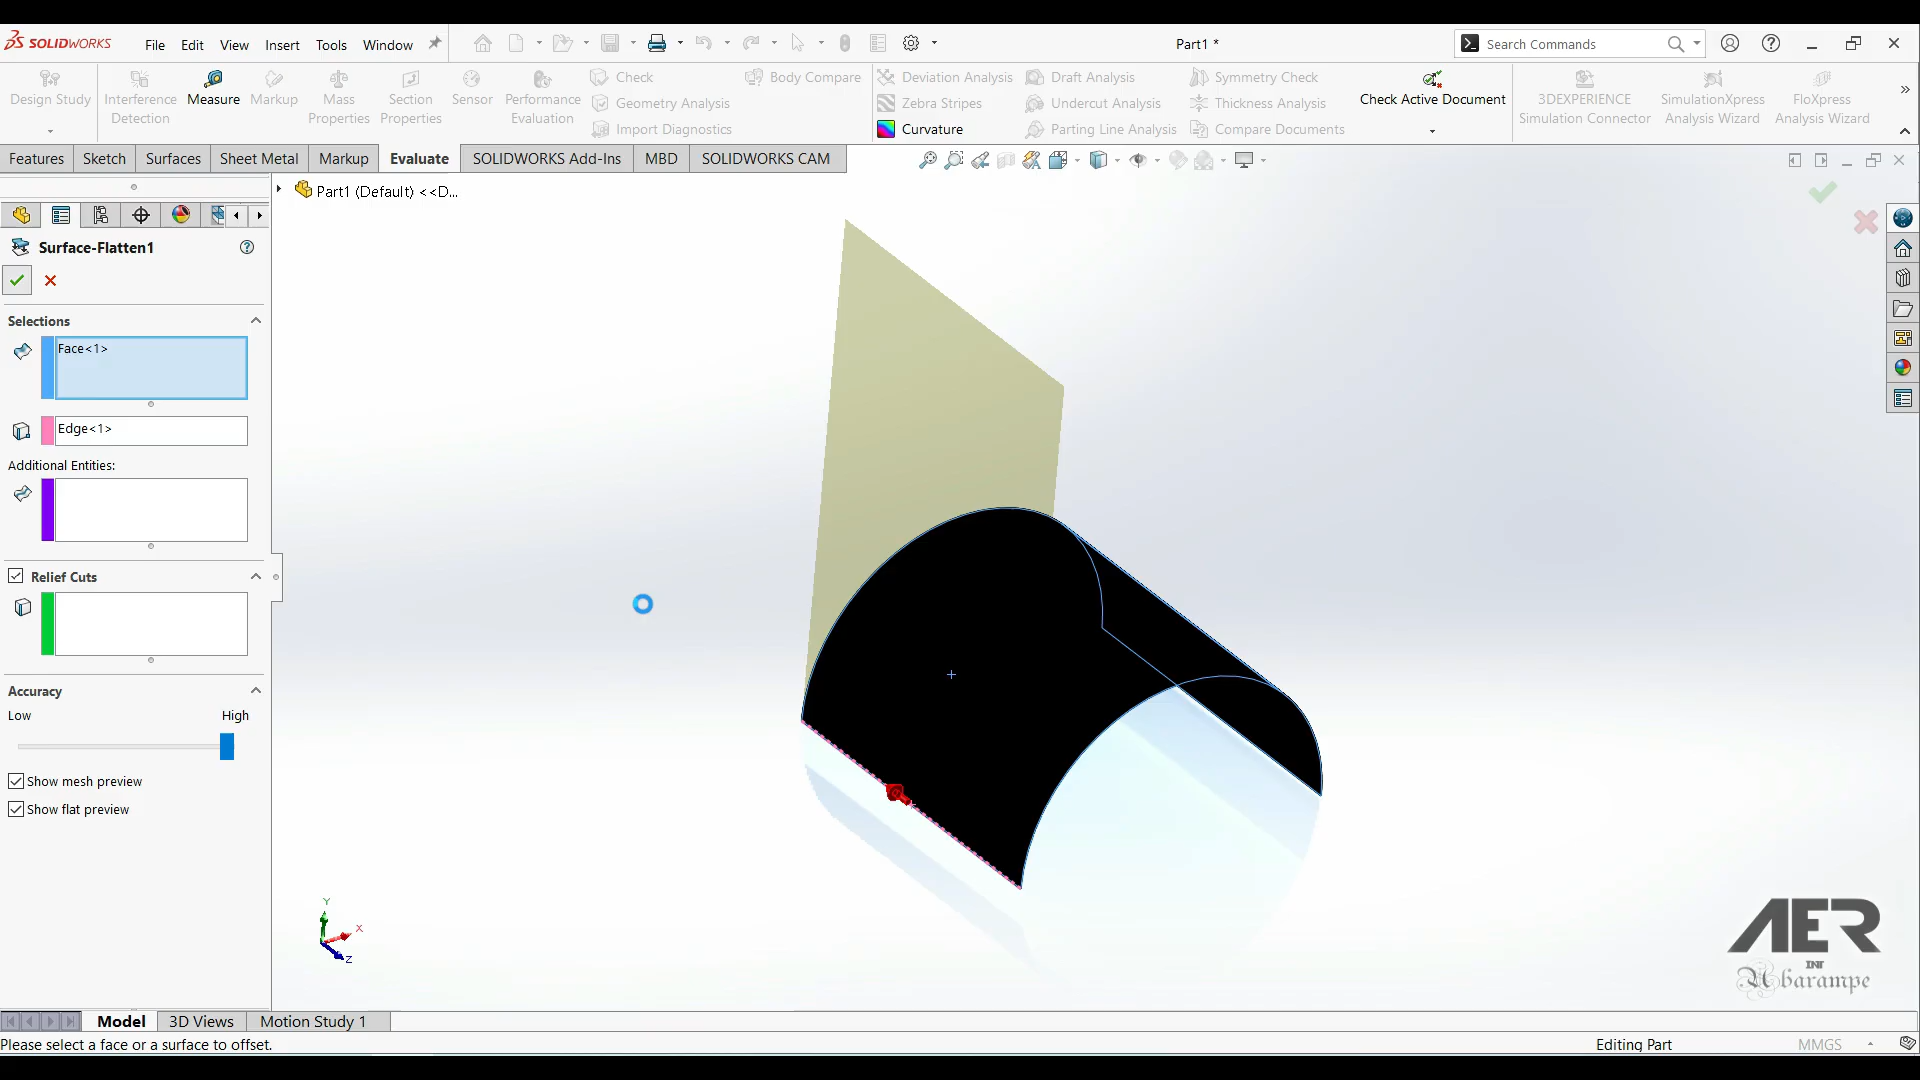 SOLIDWORKS
File Edit View Insert Tools Window
Part1 *
Search Commands
Design Study
Interference Detection
Measure
Markup
Mass Properties
Section Properties
Sensor
Performance Evaluation
Check
Geometry Analysis
Import Diagnostics
Body Compare
Deviation Analysis
Zebra Stripes
Curvature
Draft Analysis
Undercut Analysis
Parting Line Analysis
Symmetry Check
Thickness Analysis
Compare Documents
Check Active Document
3DEXPERIENCE Simulation Connector
SimulationXpress Analysis Wizard
FloXpress Analysis Wizard
Features Sketch Surfaces Sheet Metal Markup Evaluate SOLIDWORKS Add-Ins MBD SOLIDWORKS CAM
Part1 (Default) <<D...
Surface-Flatten1
Selections
Face<1>
Edge<1>
Additional Entities:
Relief Cuts
Accuracy
Low High
Show mesh preview
Show flat preview
Y
X
Z
AER
INT
Model 3D Views Motion Study 1
Please select a face or a surface to offset.
Editing Part
MMGS